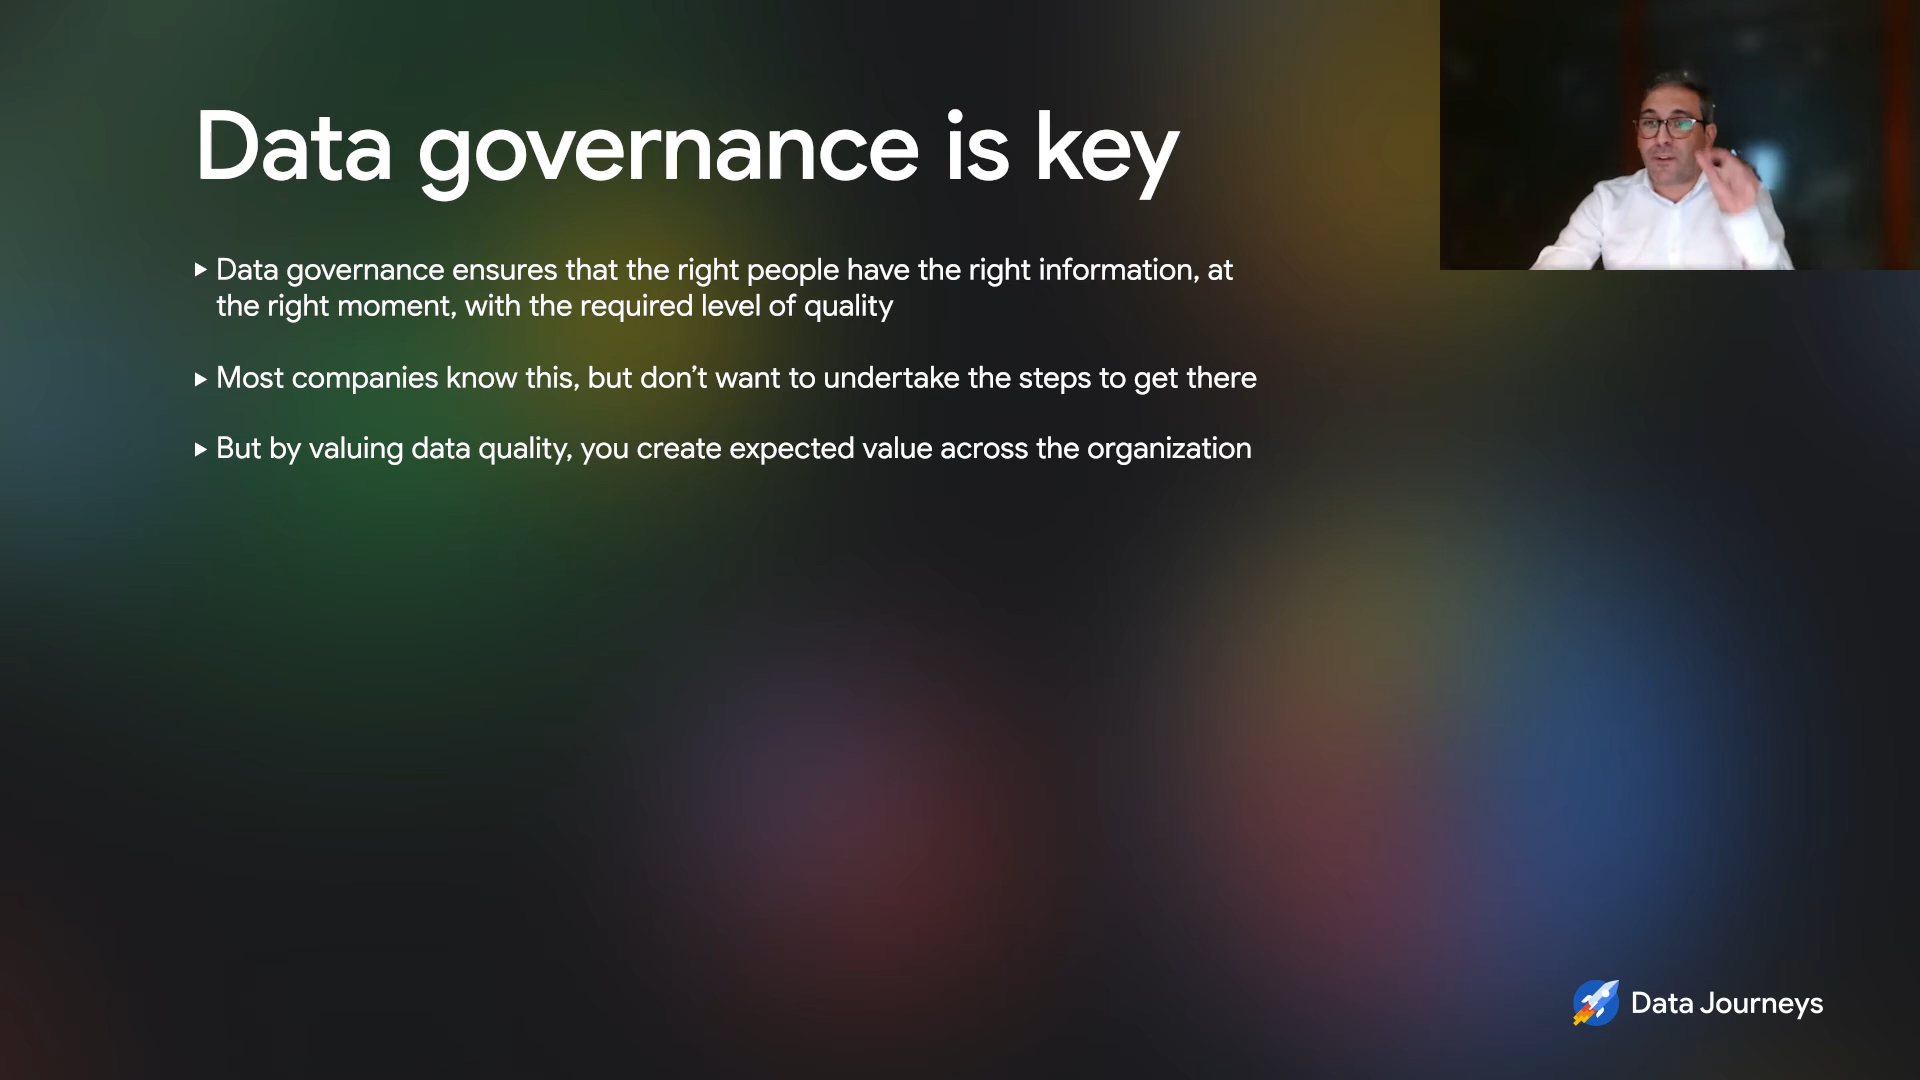 Data governance is key
▸ Data governance ensures that the right people have the right information, at
the right moment, with the required level of quality
▸ Most companies know this, but don’t want to undertake the steps to get there
▸ But by valuing data quality, you create expected value across the organization
Data Journeys